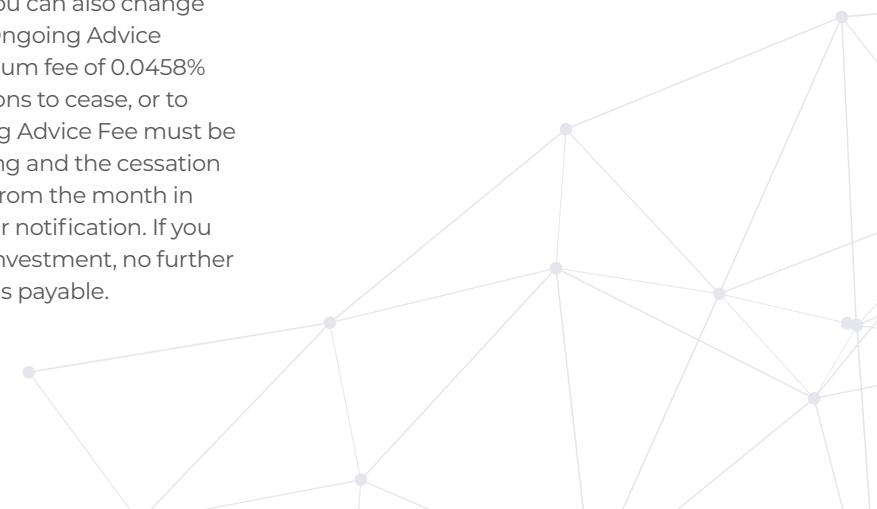 ou can also change
ngoing Advice
um fee of 0.0458%
ons to cease, or to
g Advice Fee must be
ng and the cessation
rom the month in
r notification. If you
nvestment, no further
s payable.